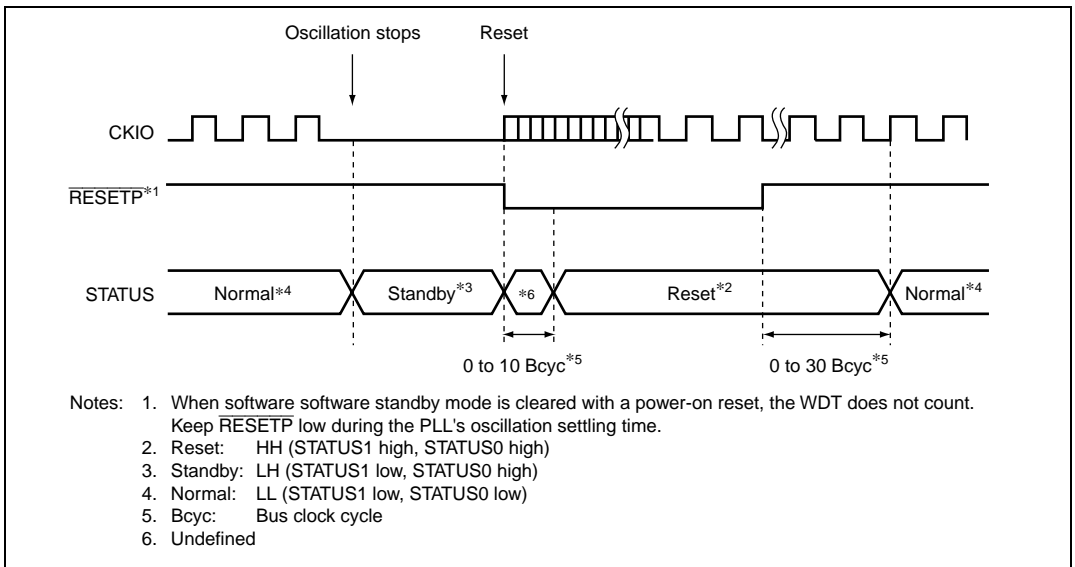 Oscillation stops Reset
CKIO
RESETP*1
STATUS Normal*4 Standby*3 *6 Reset*2 Normal*4
0 to 10 Bcyc*5 0 to 30 Bcyc*5
Notes: 1. When software software standby mode is cleared with a power-on reset, the WDT does not count.
Keep RESETP low during the PLL's oscillation settling time.
2. Reset: HH (STATUS1 high, STATUS0 high)
3. Standby: LH (STATUS1 low, STATUS0 high)
4. Normal: LL (STATUS1 low, STATUS0 low)
5. Bcyc: Bus clock cycle
6. Undefined